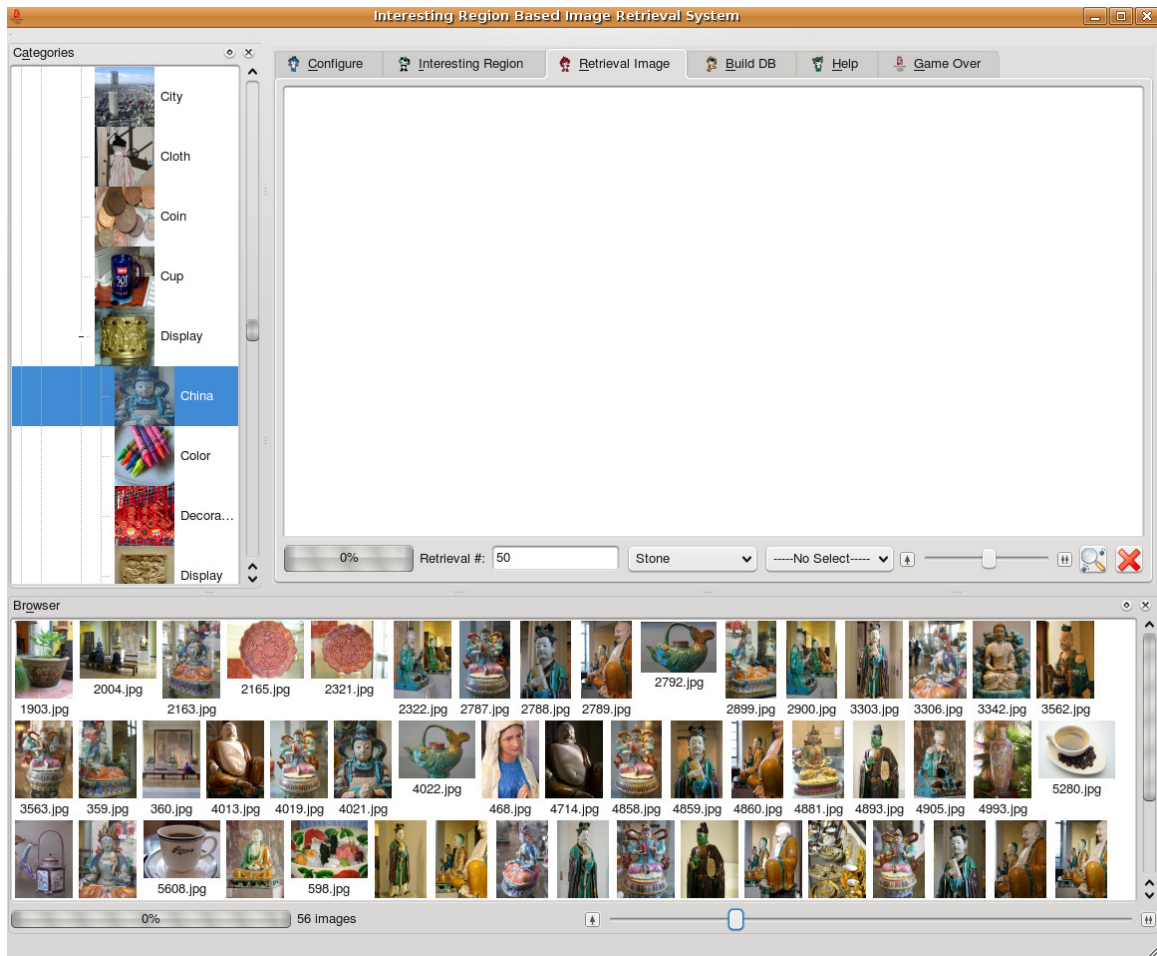 Interesting Region Based Image Retrieval System
Categories
City
Cloth
Coin
Cup
Display
China
Color
Decora...
Display
Configure
Interesting Region
Retrieval Image
Build DB
Help
Game Over
0%
Retrieval #:
50
Stone
-----No Select-----
Browser
1903.jpg
2004.jpg
2163.jpg
2165.jpg
2321.jpg
2322.jpg
2787.jpg
2788.jpg
2789.jpg
2792.jpg
2899.jpg
2900.jpg
3303.jpg
3306.jpg
3342.jpg
3562.jpg
3563.jpg
359.jpg
360.jpg
4013.jpg
4019.jpg
4021.jpg
4022.jpg
468.jpg
4714.jpg
4858.jpg
4859.jpg
4860.jpg
4881.jpg
4893.jpg
4905.jpg
4993.jpg
5280.jpg
5608.jpg
598.jpg
0%
56 images